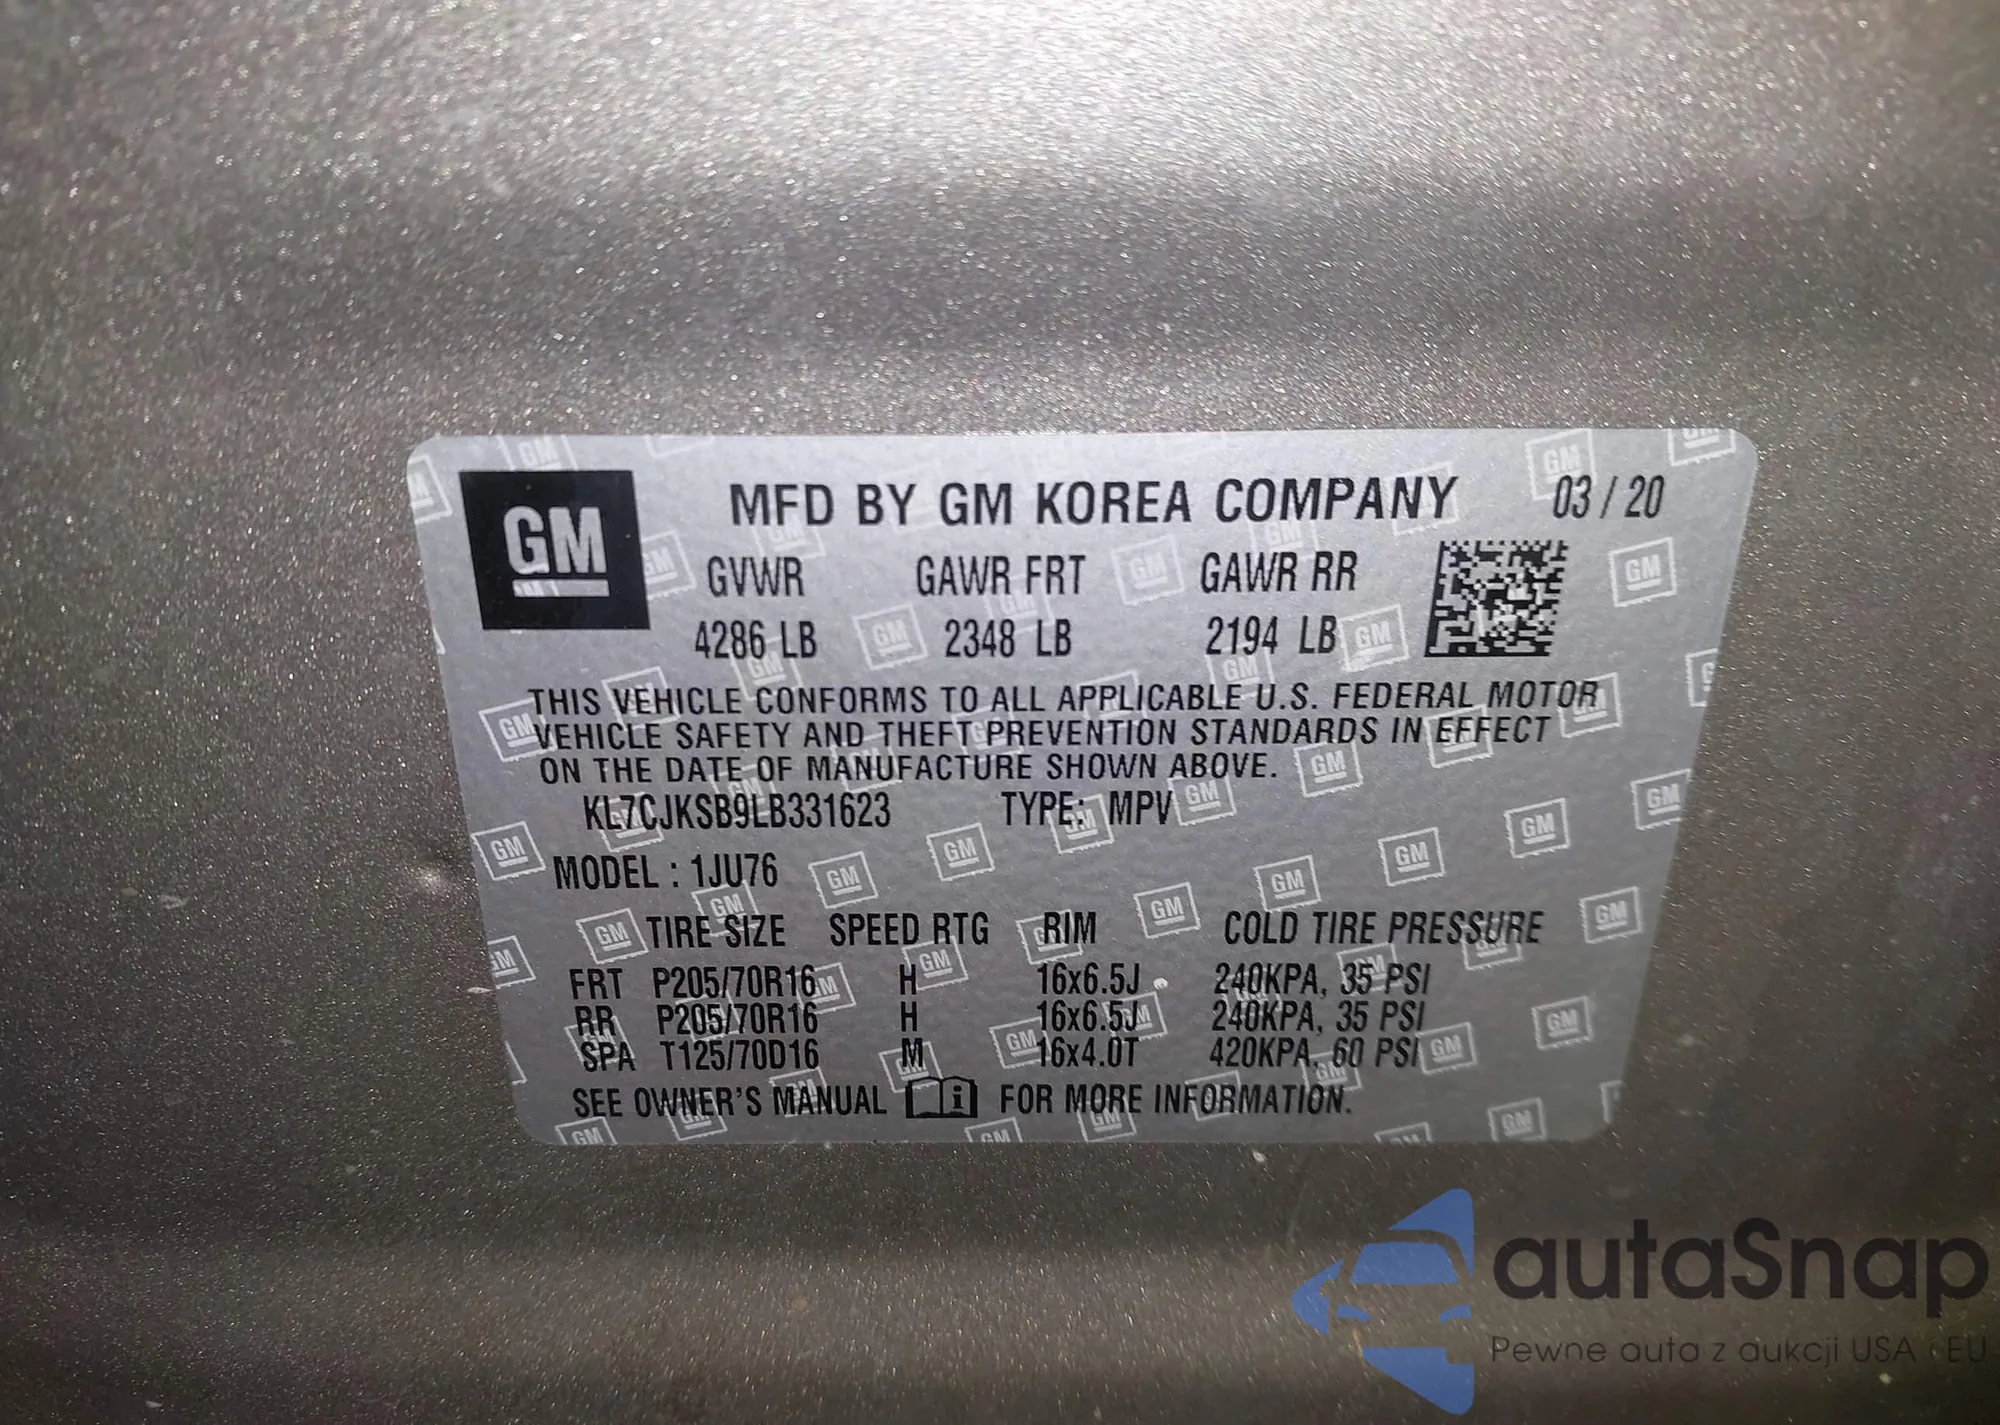 GM
MFD BY GM KOREA COMPANY 03 / 20
GVWR GAWR FRT GAWR RR
4286 LB 2348 LB 2194 LB
THIS VEHICLE CONFORMS TO ALL APPLICABLE U.S. FEDERAL MOTOR
VEHICLE SAFETY AND THEFT PREVENTION STANDARDS IN EFFECT
ON THE DATE OF MANUFACTURE SHOWN ABOVE.
KL7CJKSB9LB331623 TYPE: MPV
MODEL : 1JU76
TIRE SIZE SPEED RTG RIM COLD TIRE PRESSURE
FRT P205/70R16 H 16x6.5J 240KPA, 35 PSI
RR P205/70R16 H 16x6.5J 240KPA, 35 PSI
SPA T125/70D16 M 16x4.0T 420KPA, 60 PSI
SEE OWNER'S MANUAL FOR MORE INFORMATION.
autaSnap
Pewne auta z aukcji USA i EU